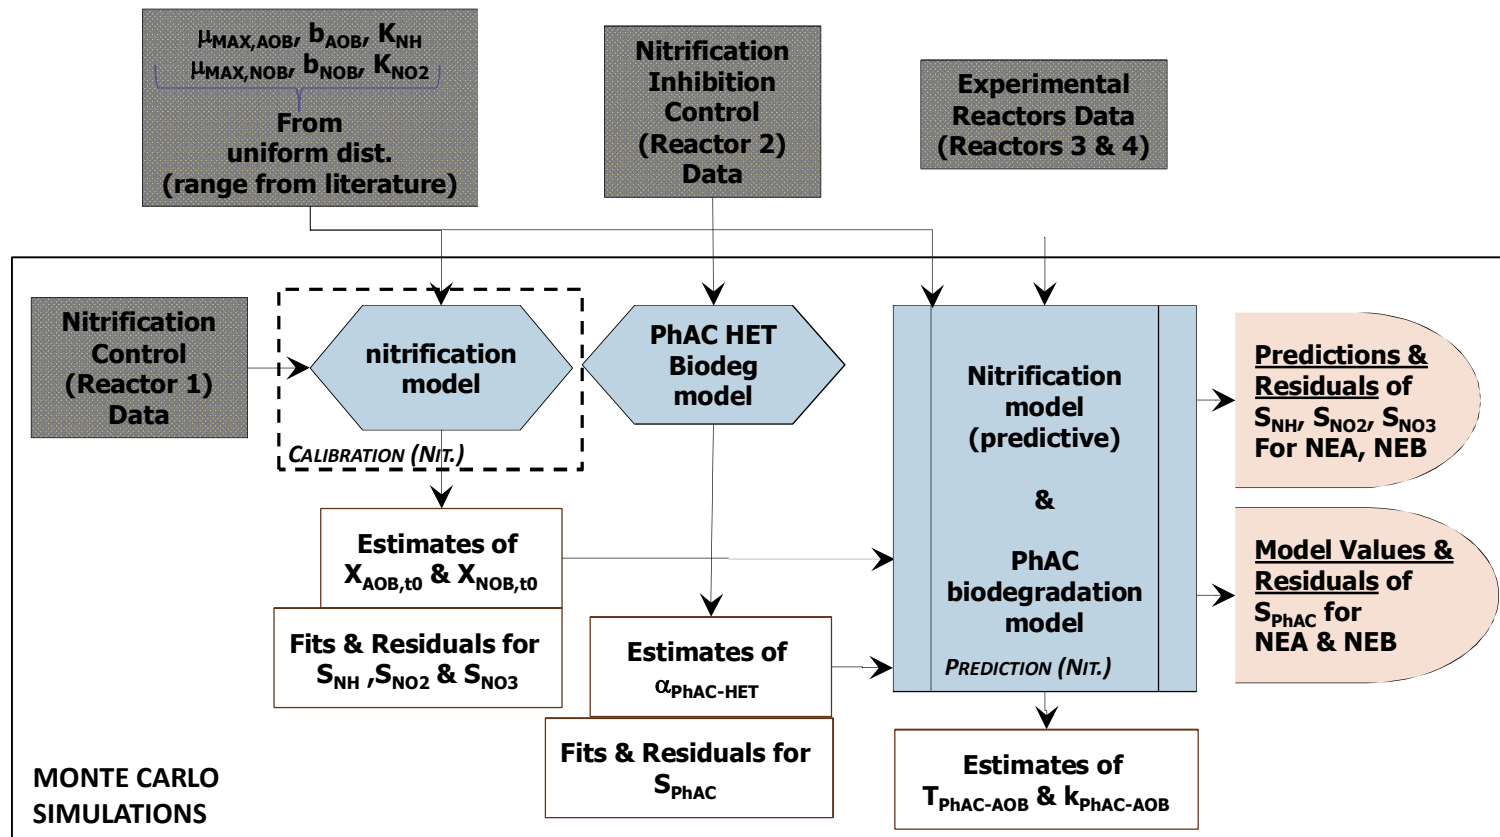 μMAX,AOB, bAOB, KNH
μMAX,NOB, bNOB, KNO2
From
uniform dist.
(range from literature)
Nitrification
Inhibition
Control
(Reactor 2)
Data
Experimental
Reactors Data
(Reactors 3 & 4)
Nitrification
Control
(Reactor 1)
Data
nitrification
model
CALIBRATION (NIT.)
PhAC HET
Biodeg
model
Nitrification
model
(predictive)
&
PhAC
biodegradation
model
PREDICTION (NIT.)
Predictions &
Residuals of
SNH, SNO2, SNO3
For NEA, NEB
Model Values &
Residuals of
SPhAC for
NEA & NEB
Estimates of
XAOB,t0 & XNOB,t0
Fits & Residuals for
SNH ,SNO2 & SNO3
Estimates of
αPhAC-HET
Fits & Residuals for
SPhAC
Estimates of
TPhAC-AOB & kPhAC-AOB
MONTE CARLO
SIMULATIONS